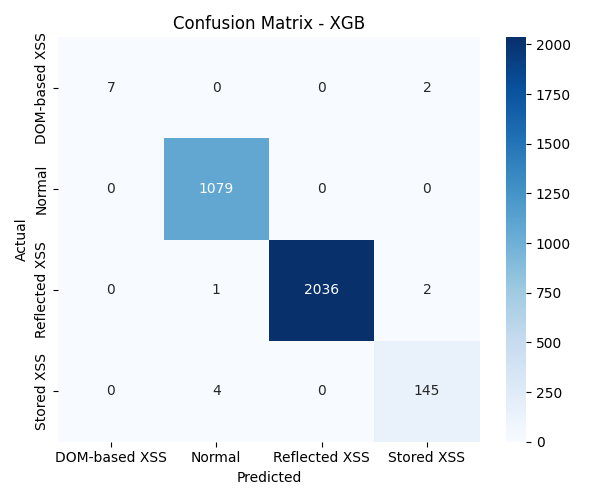 Confusion Matrix - XGB
Actual
DOM-based XSS
7 0 0 2
Normal
0 1079 0 0
Reflected XSS
0 1 2036 2
Stored XSS
0 4 0 145
DOM-based XSS Normal Reflected XSS Stored XSS
Predicted
2000
1750
1500
1250
1000
750
500
250
0